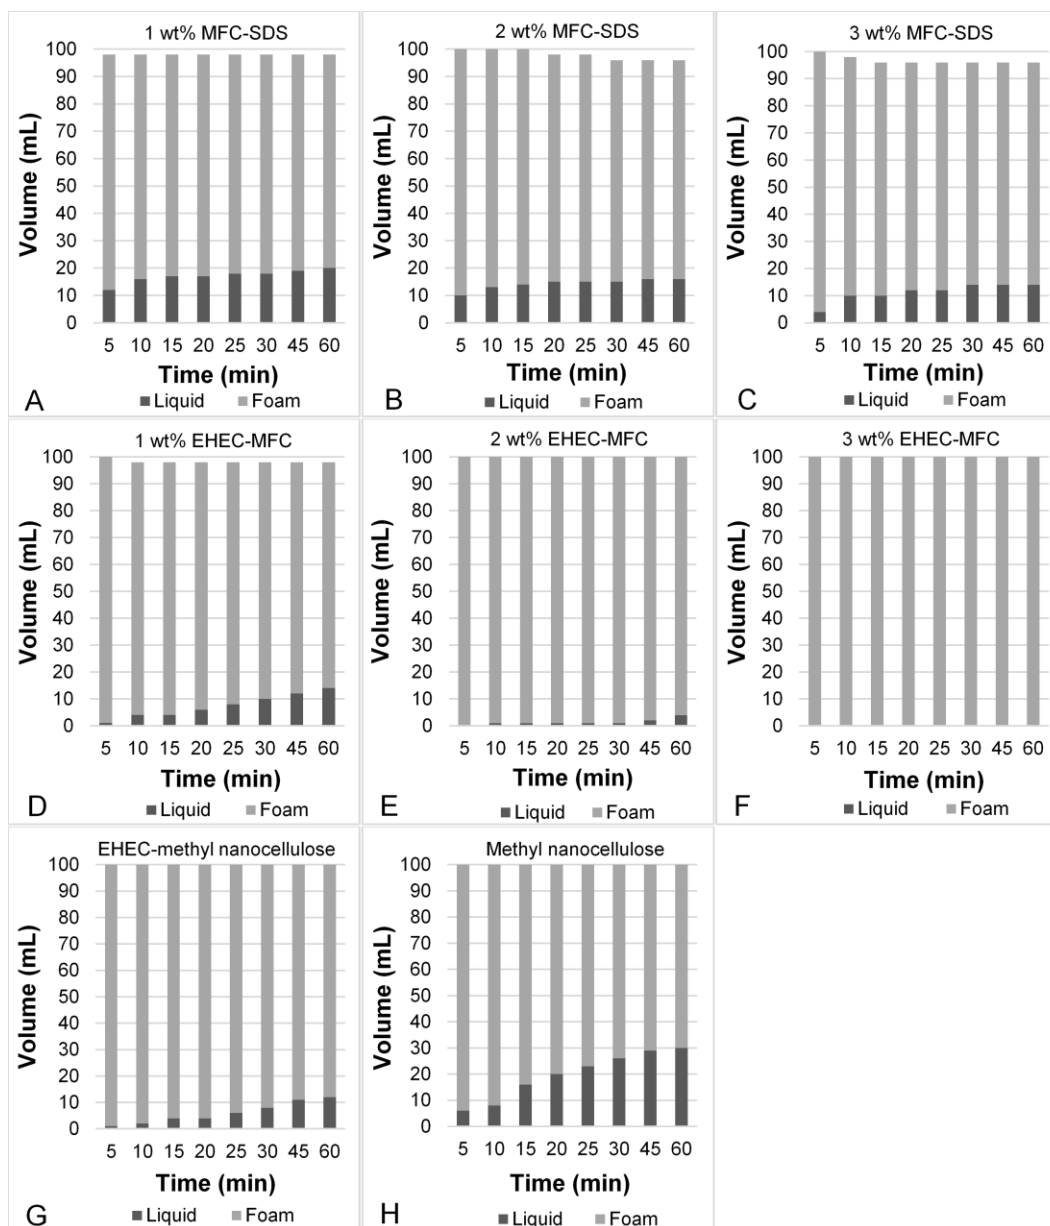 1 wt% MFC-SDS
100
90
80
70
60
50
40
30
20
10
0
Volume (mL)
5 10 15 20 25 30 45 60
Time (min)
A
Liquid Foam
2 wt% MFC-SDS
100
90
80
70
60
50
40
30
20
10
0
Volume (mL)
5 10 15 20 25 30 45 60
Time (min)
B
Liquid Foam
3 wt% MFC-SDS
100
90
80
70
60
50
40
30
20
10
0
Volume (mL)
5 10 15 20 25 30 45 60
Time (min)
C
Liquid Foam
1 wt% EHEC-MFC
100
90
80
70
60
50
40
30
20
10
0
Volume (mL)
5 10 15 20 25 30 45 60
Time (min)
D
Liquid Foam
2 wt% EHEC-MFC
100
90
80
70
60
50
40
30
20
10
0
Volume (mL)
5 10 15 20 25 30 45 60
Time (min)
E
Liquid Foam
3 wt% EHEC-MFC
100
90
80
70
60
50
40
30
20
10
0
Volume (mL)
5 10 15 20 25 30 45 60
Time (min)
F
Liquid Foam
EHEC-methyl nanocellulose
100
90
80
70
60
50
40
30
20
10
0
Volume (mL)
5 10 15 20 25 30 45 60
Time (min)
G
Liquid Foam
Methyl nanocellulose
100
90
80
70
60
50
40
30
20
10
0
Volume (mL)
5 10 15 20 25 30 45 60
Time (min)
H
Liquid Foam